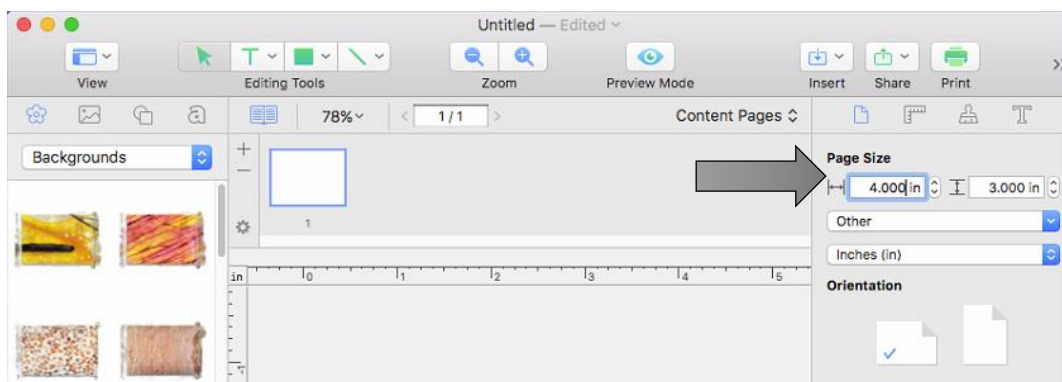 Untitled — Edited
View
Editing Tools
Zoom
Preview Mode
Insert
Share
Print
78%
1 / 1
Content Pages
Backgrounds
1
in 0 1 2 3 4 5
1
Page Size
4.000 in 3.000 in
Other
Inches (in)
Orientation